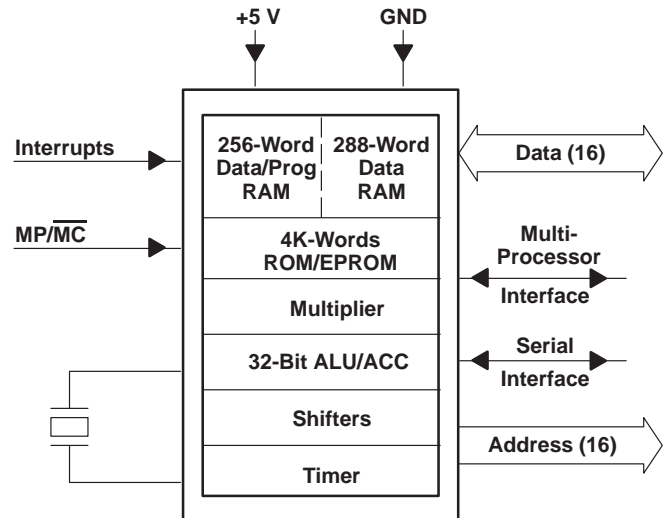 +5 V
GND
Interrupts
256-Word
Data/Prog
RAM
288-Word
Data
RAM
Data (16)
MP/M̅C̅
4K-Words
ROM/EPROM
Multi-
Processor
Interface
Multiplier
32-Bit ALU/ACC
Serial
Interface
Shifters
Address (16)
Timer